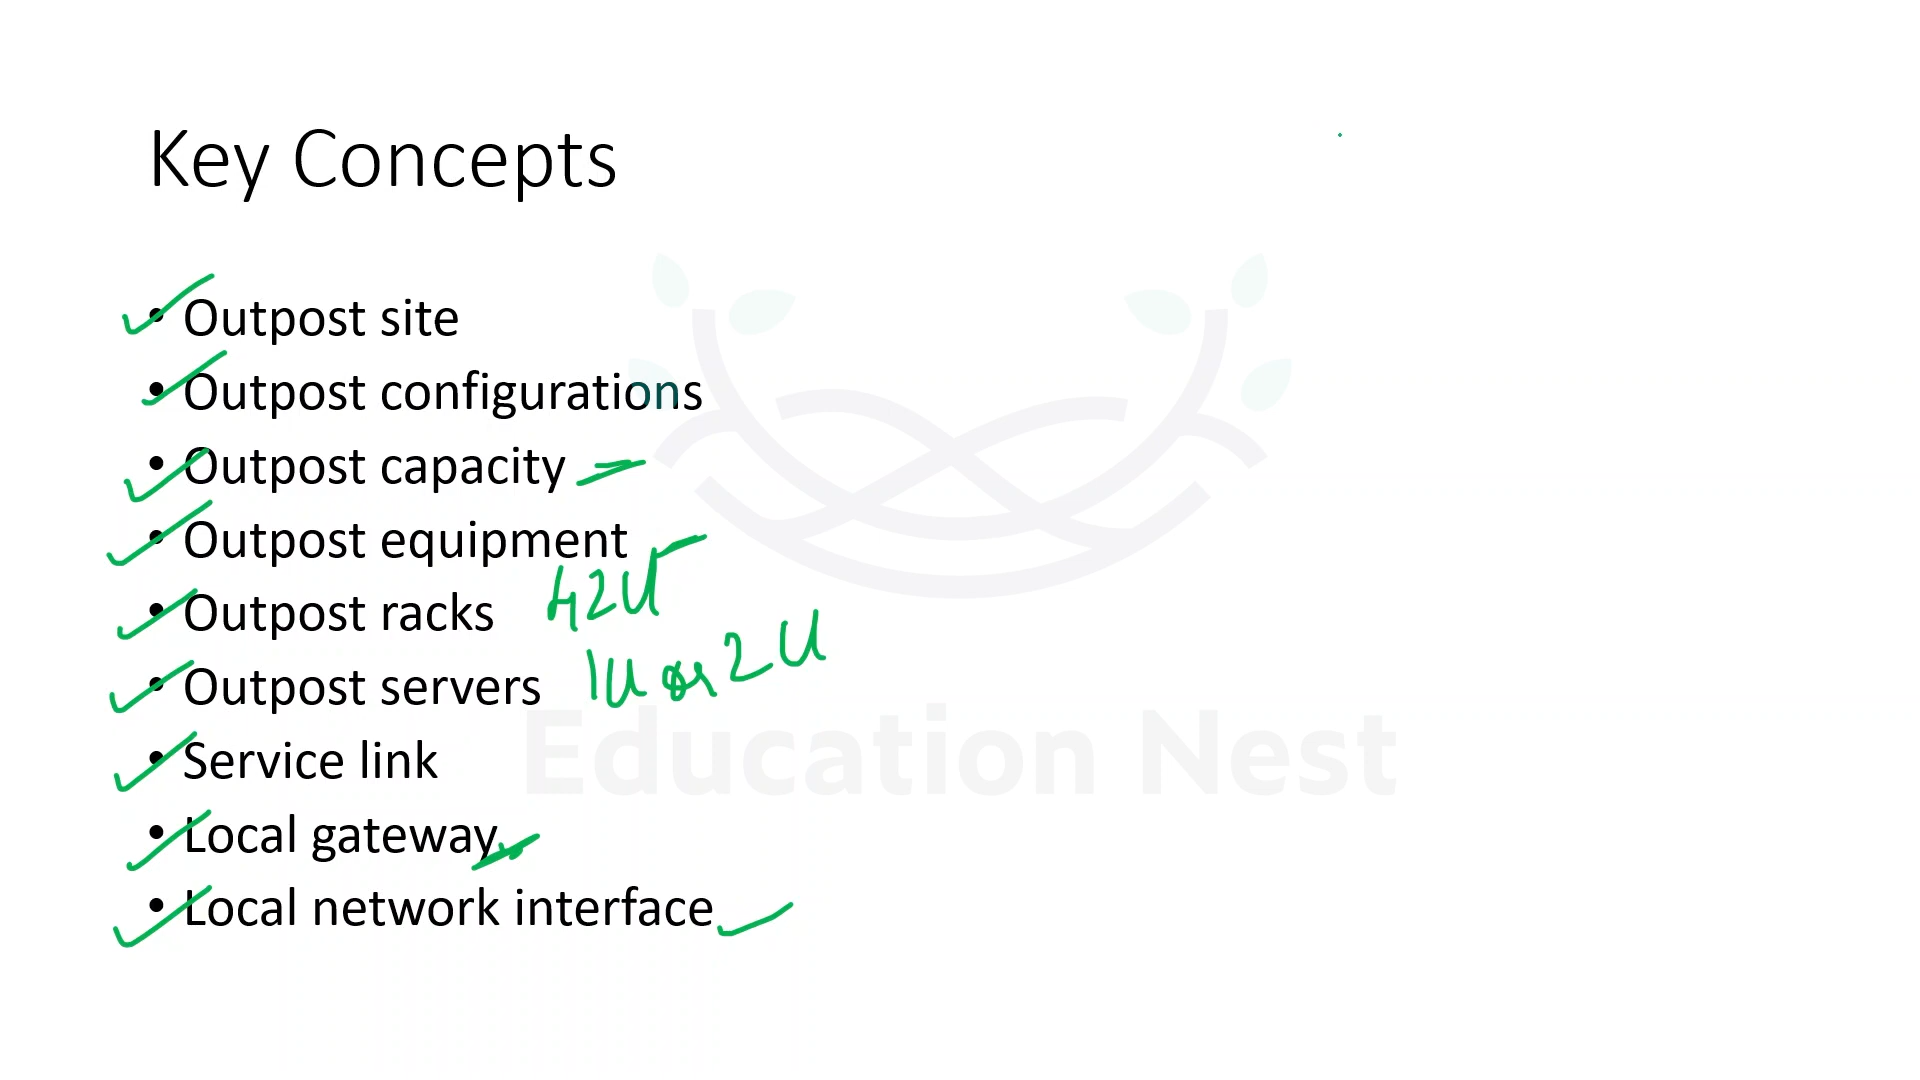 Key Concepts
• Outpost site
• Outpost configurations
• Outpost capacity
• Outpost equipment
• Outpost racks 42U
• Outpost servers 1U or 2U
• Service link
• Local gateway
• Local network interface
Education Nest